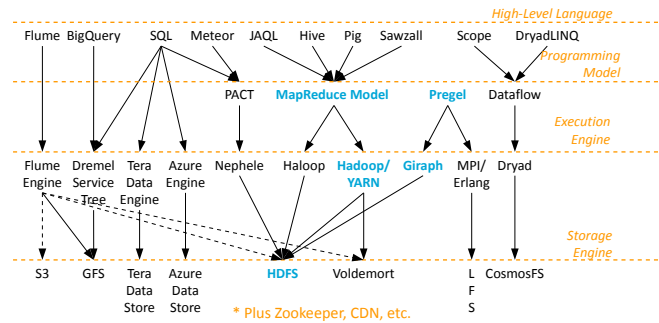 High-Level Language
Flume BigQuery SQL Meteor JAQL Hive Pig Sawzall Scope DryadLINQ
Programming
Model
PACT MapReduce Model Pregel Dataflow
Execution
Engine
Flume Dremel Tera Azure Nephele Haloop Hadoop/ Giraph MPI/ Dryad
Engine Service Data Engine YARN Erlang
Tree Engine
Storage
Engine
S3 GFS Tera Azure HDFS Voldemort L CosmosFS
Data Data F
Store Store S
* Plus Zookeeper, CDN, etc.